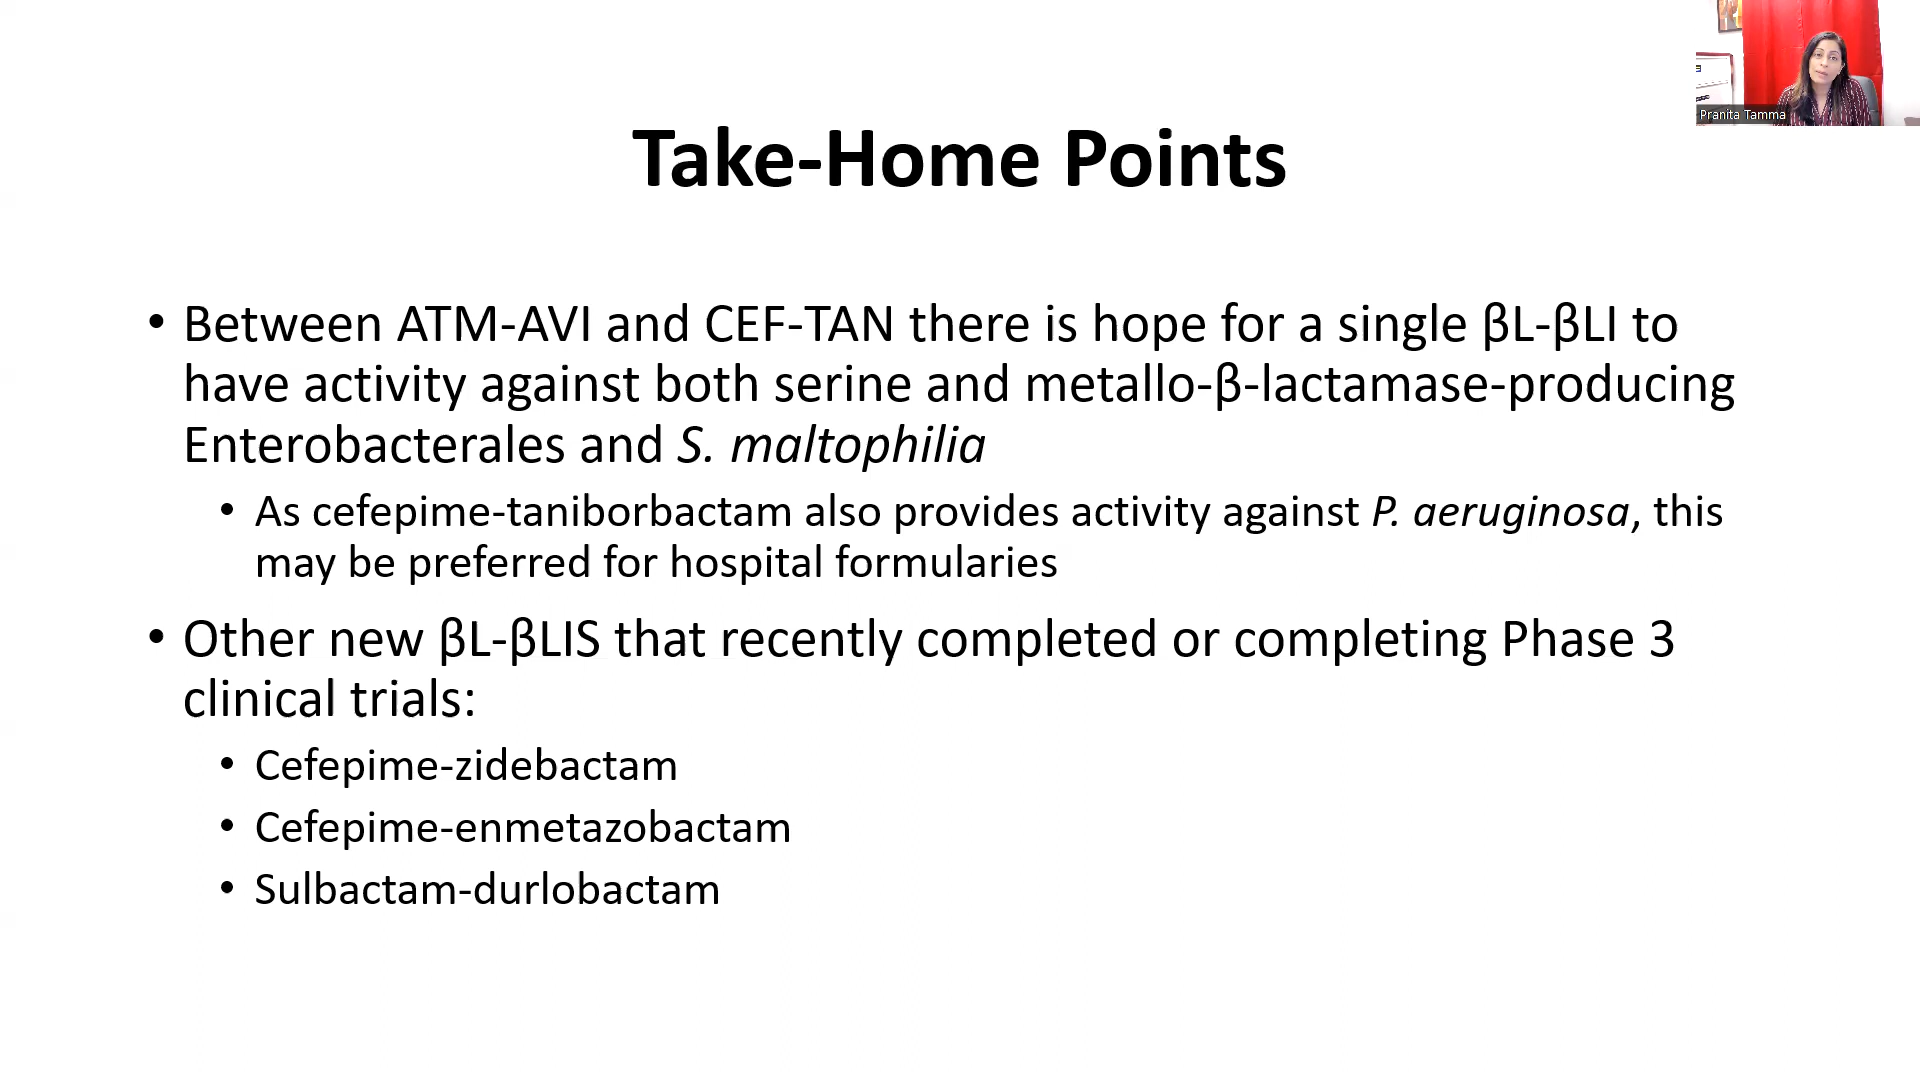 Pranita Tamma
Take-Home Points
• Between ATM-AVI and CEF-TAN there is hope for a single βL-βLI to
have activity against both serine and metallo-β-lactamase-producing
Enterobacterales and S. maltophilia
• As cefepime-taniborbactam also provides activity against P. aeruginosa, this
may be preferred for hospital formularies
• Other new βL-βLIS that recently completed or completing Phase 3
clinical trials:
• Cefepime-zidebactam
• Cefepime-enmetazobactam
• Sulbactam-durlobactam